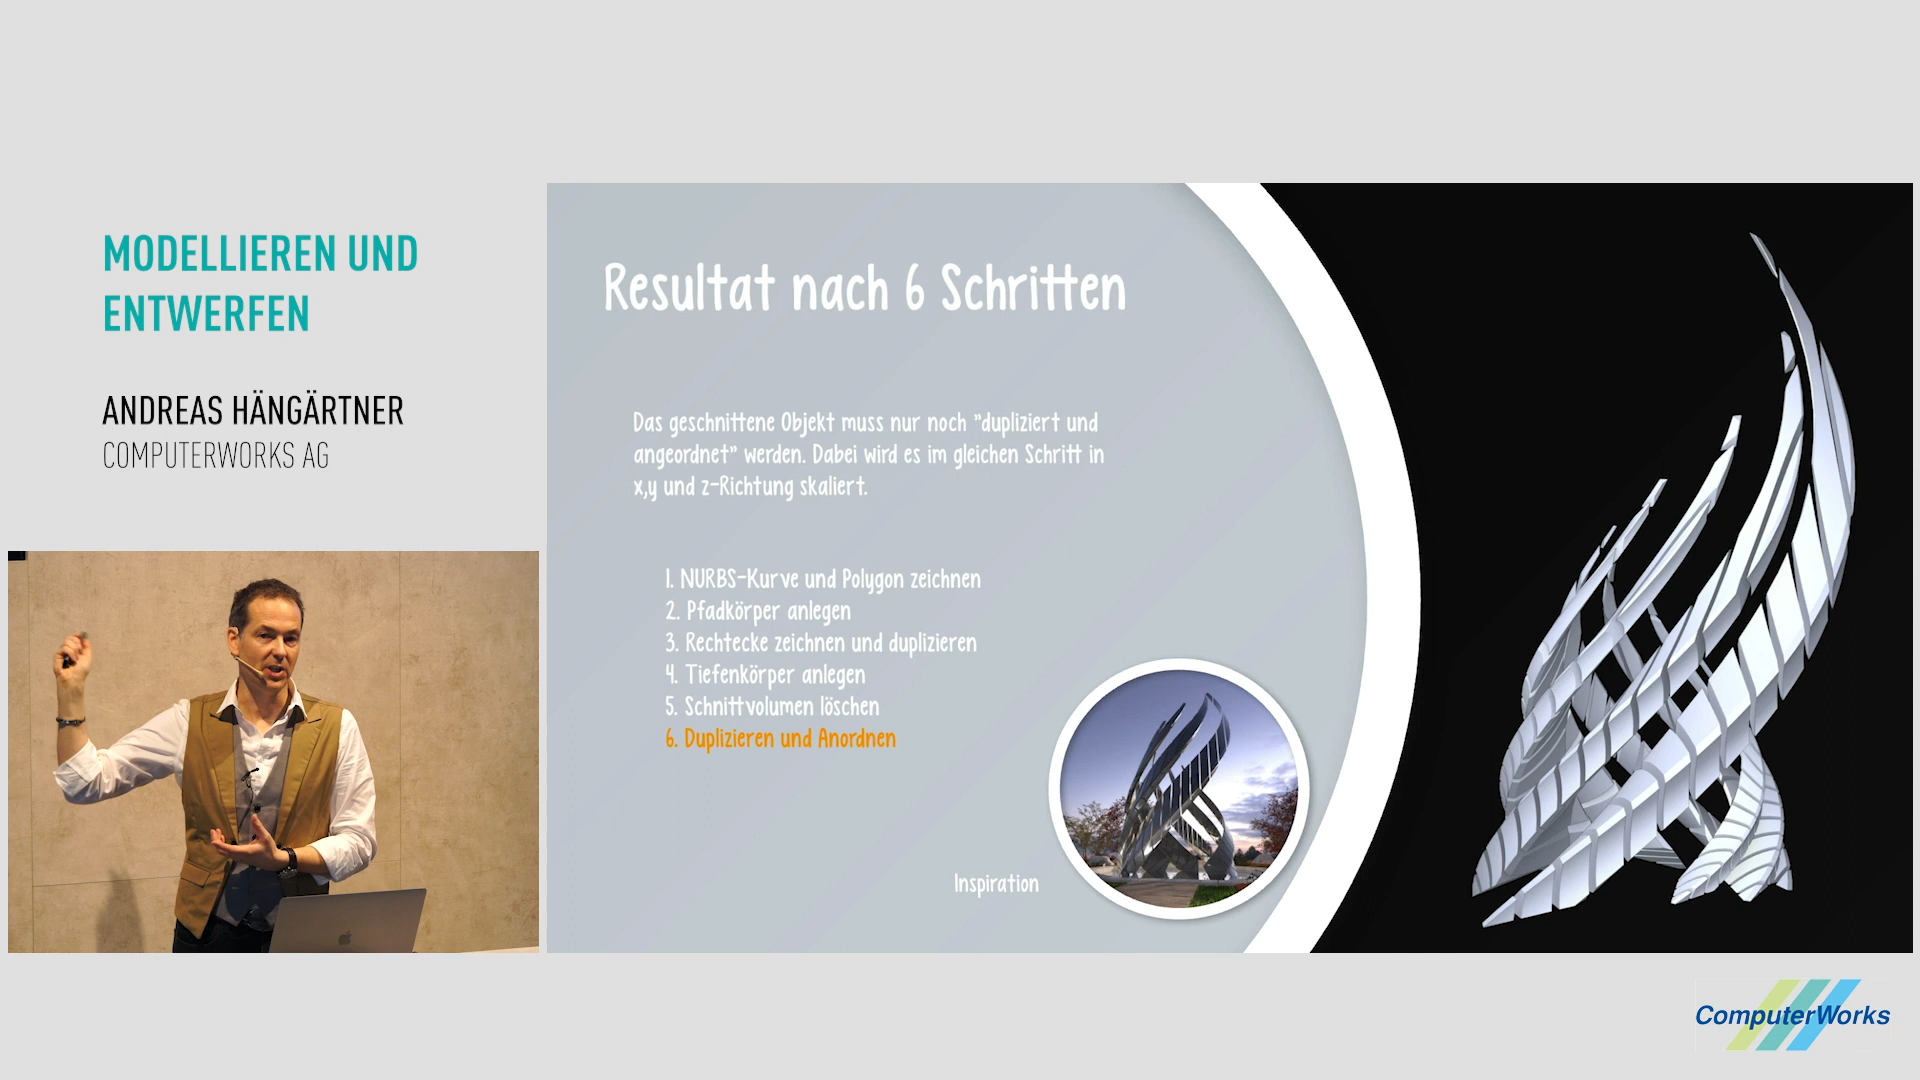 MODELLIEREN UND
ENTWERFEN
ANDREAS HÄNGÄRTNER
COMPUTERWORKS AG
Resultat nach 6 Schritten
Das geschnittene Objekt muss nur noch "dupliziert und
angeordnet" werden. Dabei wird es im gleichen Schritt in
x,y und z-Richtung skaliert.
1. NURBS-Kurve und Polygon zeichnen
2. Pfadkörper anlegen
3. Rechtecke zeichnen und duplizieren
4. Tiefenkörper anlegen
5. Schnittvolumen löschen
6. Duplizieren und Anordnen
Inspiration
ComputerWorks